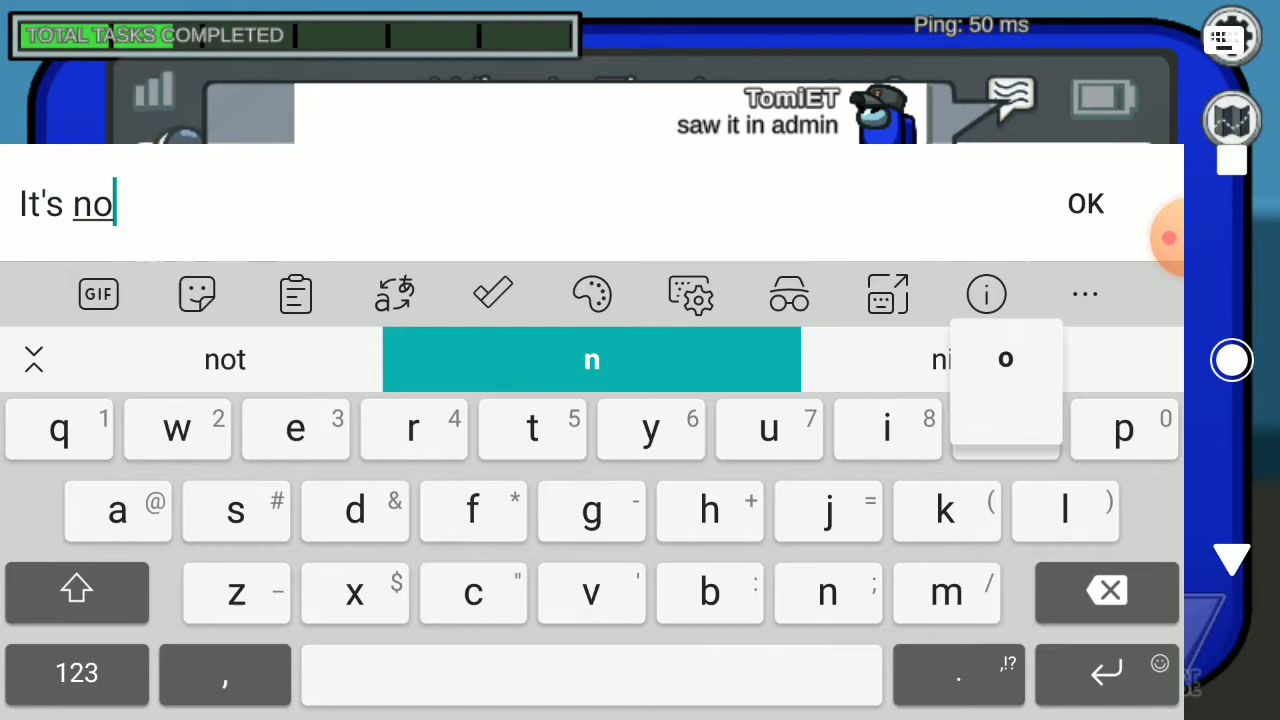 TOTAL TASKS COMPLETED
Ping: 50 ms
TomiET
saw it in admin
It's no
OK
GIF
not
n
o
q 1 w 2 e 3 r 4 t 5 y 6 u 7 i 8 p 0
a @ s # d & f * g - h + j = k ( l )
z – x $ c " v ' b : n ; m /
123 , . ,!?